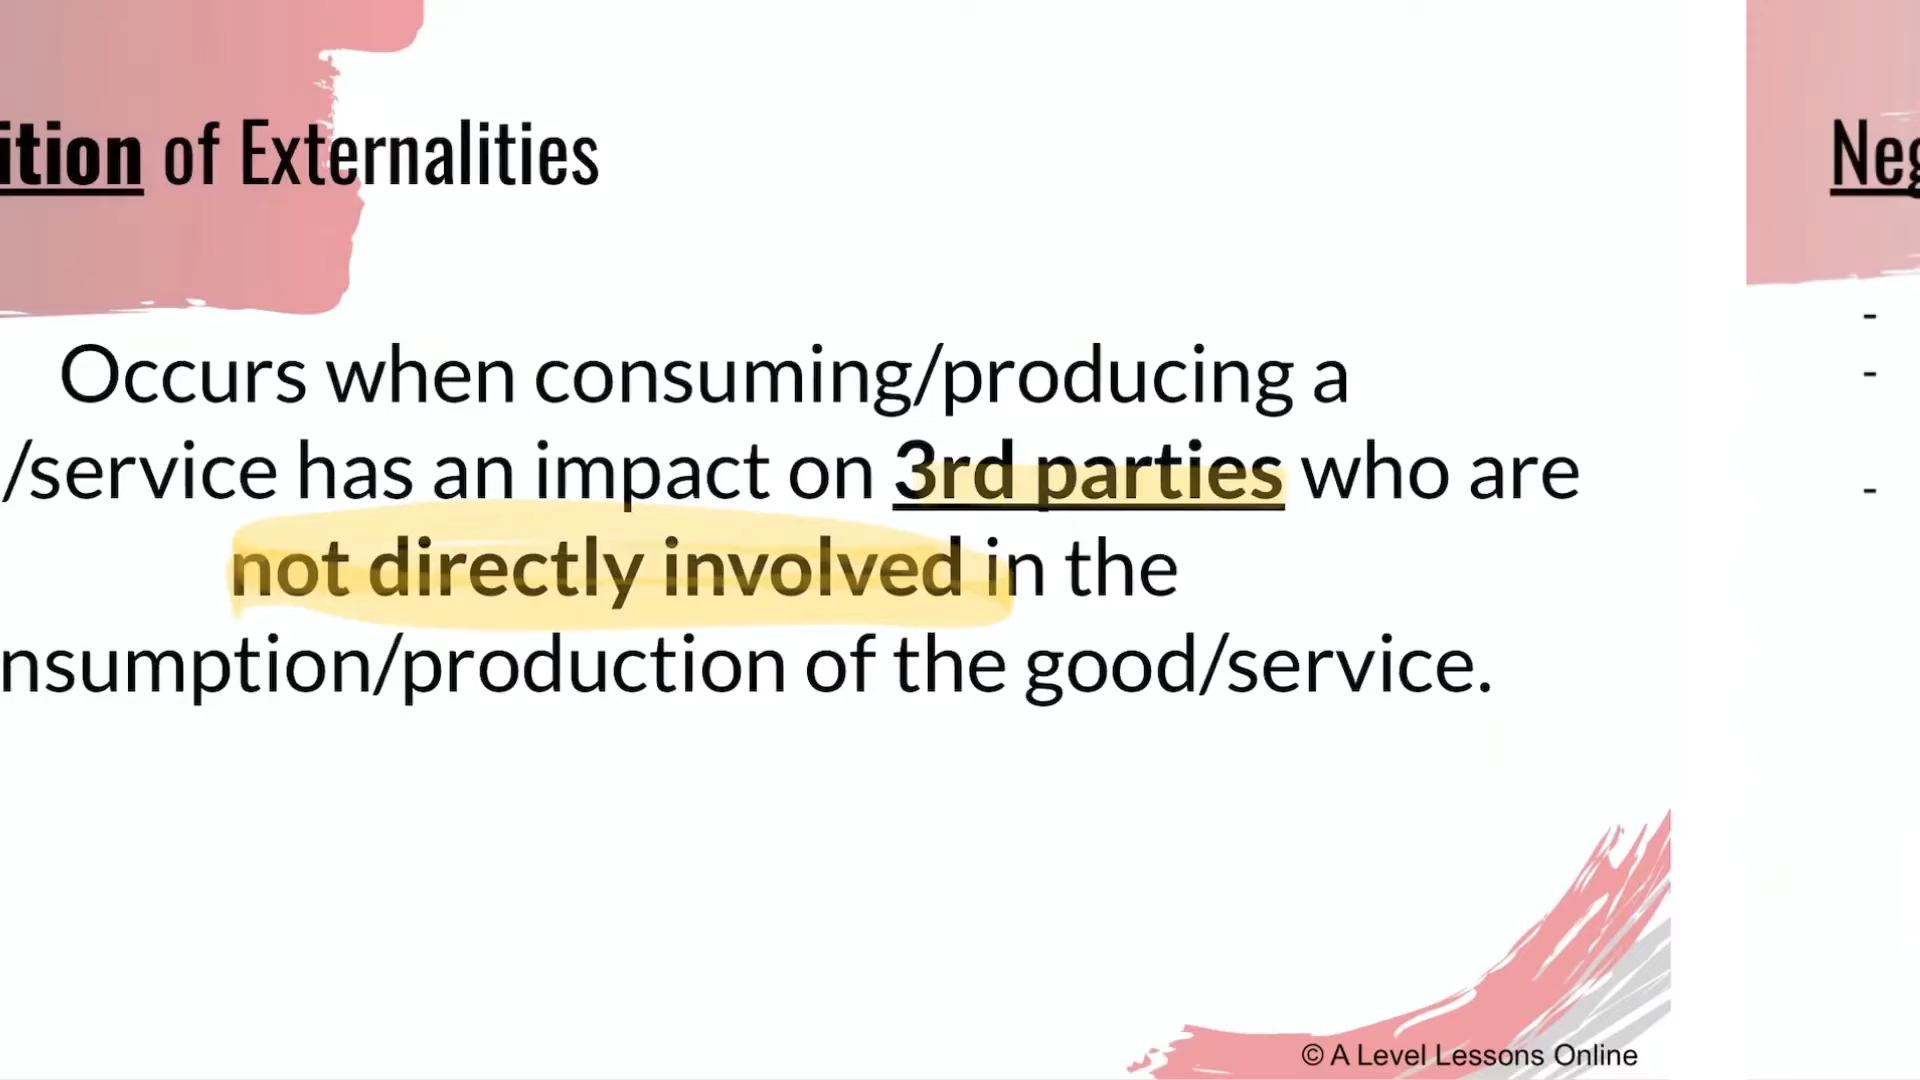 ition of Externalities
Neg
Occurs when consuming/producing a
/service has an impact on 3rd parties who are
not directly involved in the
nsumption/production of the good/service.
-
-
-
© A Level Lessons Online